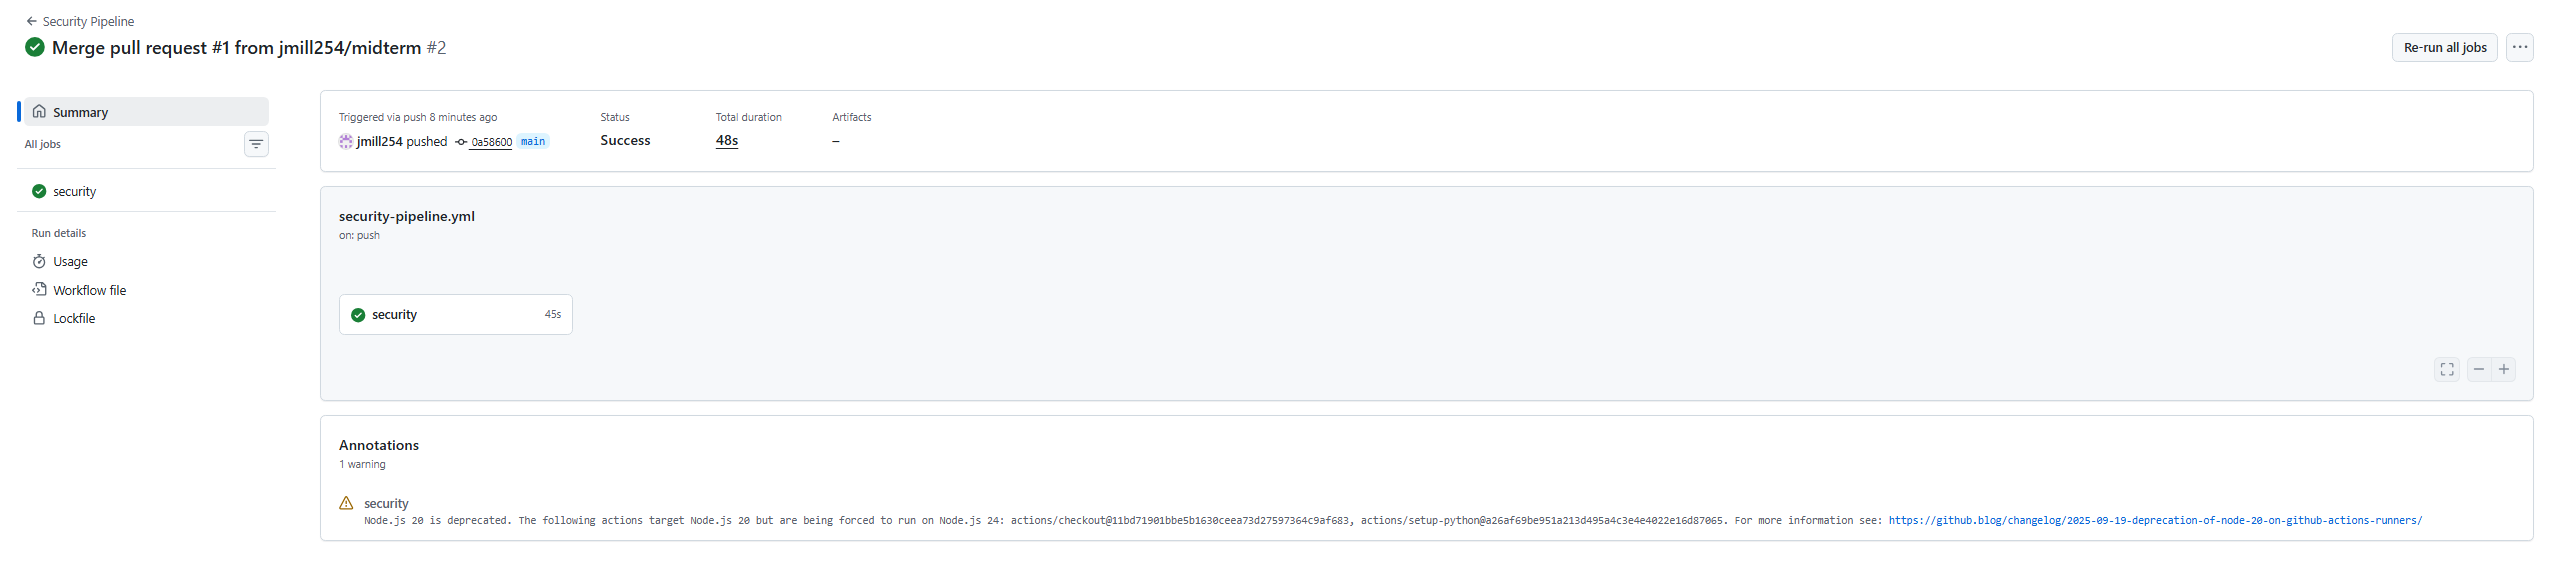 Security Pipeline
Merge pull request #1 from jmill254/midterm #2
Re-run all jobs
Summary
All jobs
security
Run details
Usage
Workflow file
Lockfile
Triggered via push 8 minutes ago
jmill254 pushed 0a58600 main
Status
Success
Total duration
48s
Artifacts
–
security-pipeline.yml
on: push
security 45s
Annotations
1 warning
security
Node.js 20 is deprecated. The following actions target Node.js 20 but are being forced to run on Node.js 24: actions/checkout@11bd71901bbe5b1630ceea73d27597364c9af683, actions/setup-python@a26af69be951a213d495a4c3e4e4022e16d87065. For more information see: https://github.blog/changelog/2025-09-19-deprecation-of-node-20-on-github-actions-runners/